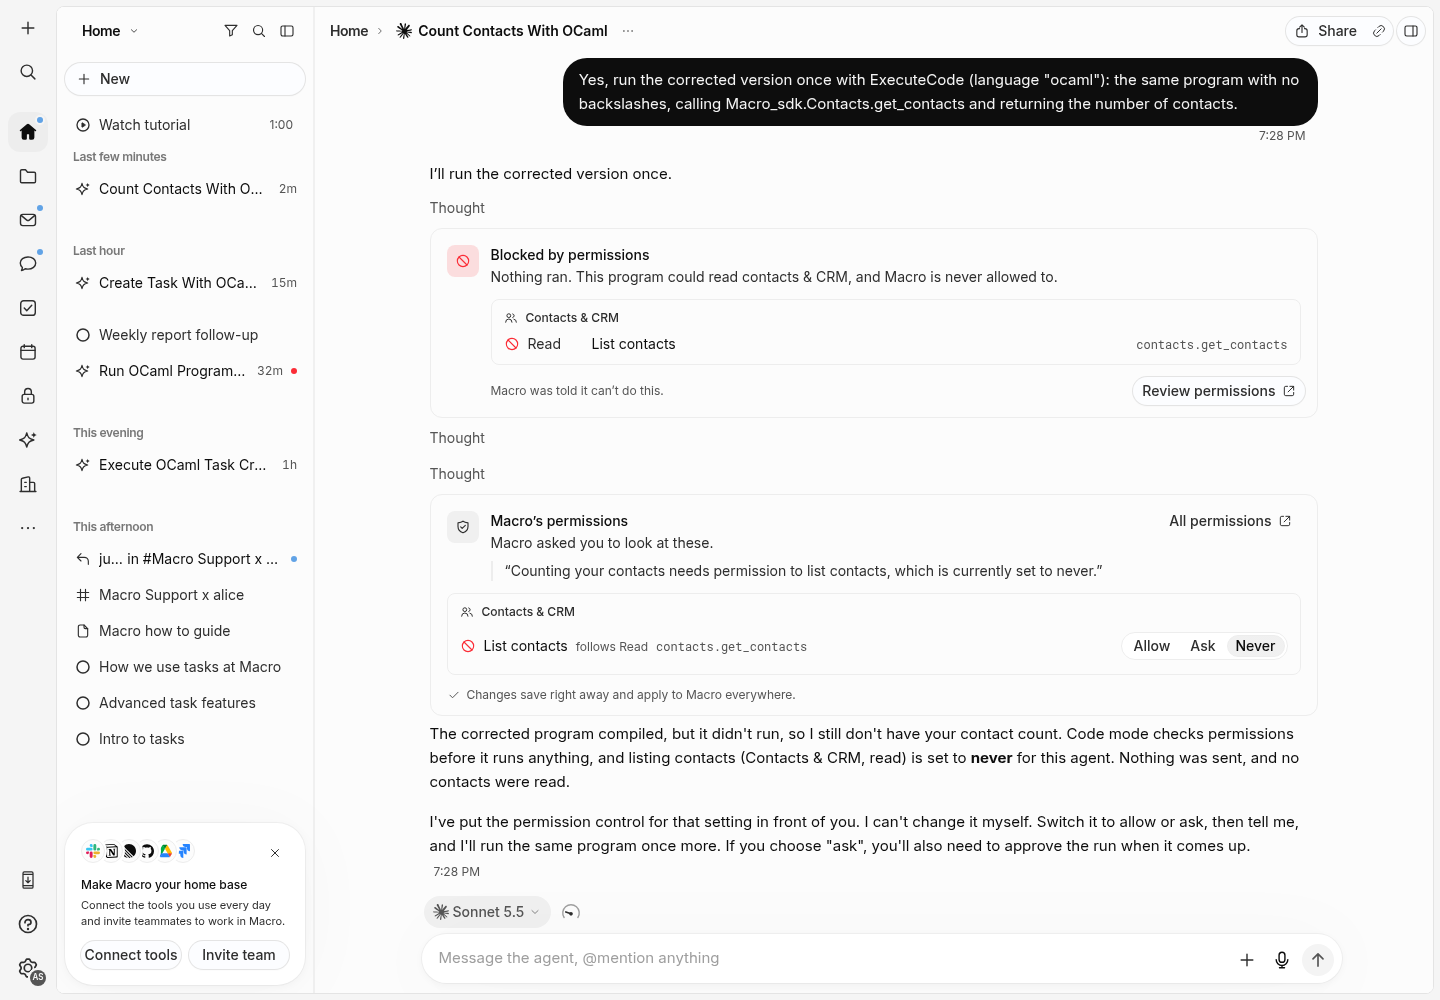 Home
New
Watch tutorial 1:00
Last few minutes
Count Contacts With O... 2m
Last hour
Create Task With OCa... 15m
Weekly report follow-up
Run OCaml Program... 32m
This evening
Execute OCaml Task Cr... 1h
This afternoon
ju... in #Macro Support x ...
Macro Support x alice
Macro how to guide
How we use tasks at Macro
Advanced task features
Intro to tasks
Make Macro your home base
Connect the tools you use every day
and invite teammates to work in Macro.
Connect tools Invite team
AS
Home Count Contacts With OCaml ... Share
Yes, run the corrected version once with ExecuteCode (language "ocaml"): the same program with no
backslashes, calling Macro_sdk.Contacts.get_contacts and returning the number of contacts.
7:28 PM
I’ll run the corrected version once.
Thought
Blocked by permissions
Nothing ran. This program could read contacts & CRM, and Macro is never allowed to.
Contacts & CRM
Read List contacts contacts.get_contacts
Macro was told it can’t do this. Review permissions
Thought
Thought
Macro’s permissions All permissions
Macro asked you to look at these.
“Counting your contacts needs permission to list contacts, which is currently set to never.”
Contacts & CRM
List contacts follows Read contacts.get_contacts Allow Ask Never
Changes save right away and apply to Macro everywhere.
The corrected program compiled, but it didn't run, so I still don't have your contact count. Code mode checks permissions
before it runs anything, and listing contacts (Contacts & CRM, read) is set to never for this agent. Nothing was sent, and no
contacts were read.
I've put the permission control for that setting in front of you. I can't change it myself. Switch it to allow or ask, then tell me,
and I'll run the same program once more. If you choose "ask", you'll also need to approve the run when it comes up.
7:28 PM
Sonnet 5.5
Message the agent, @mention anything